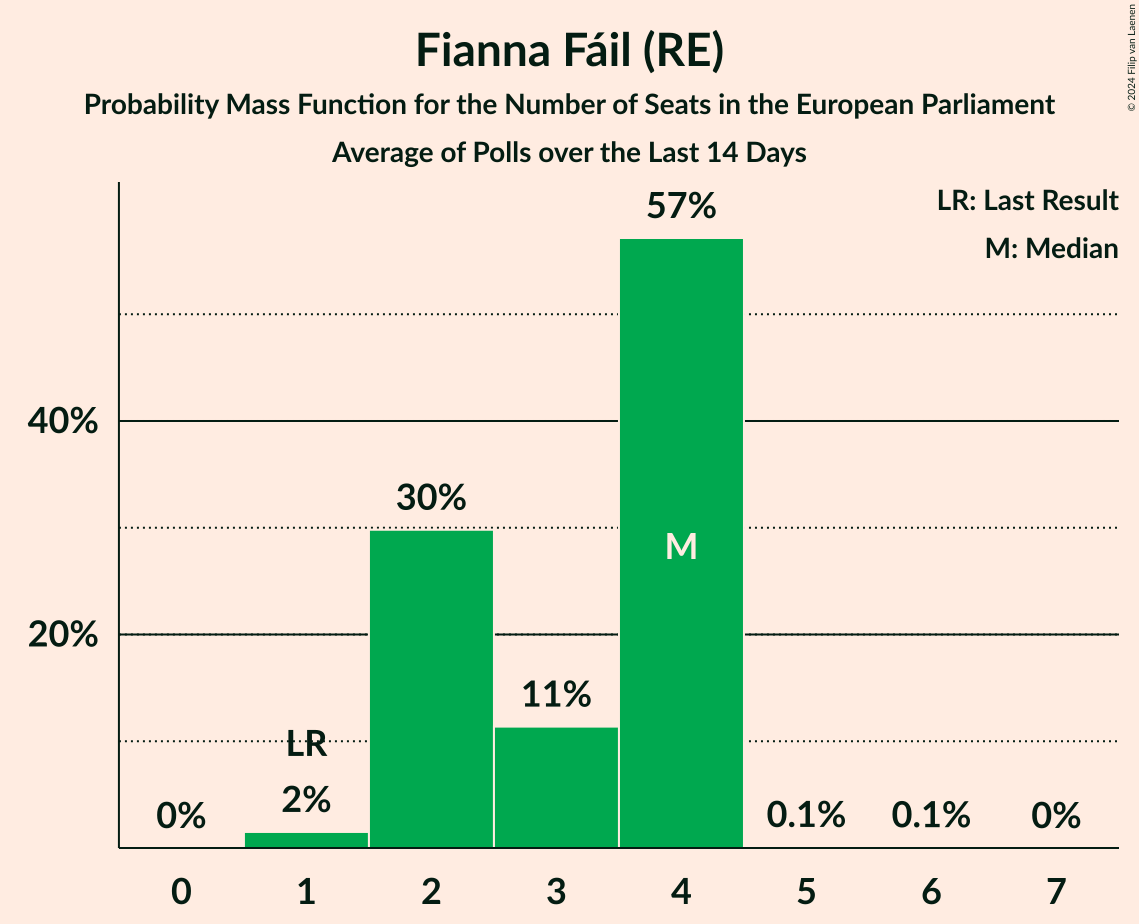 Fianna Fáil (RE)
Probability Mass Function for the Number of Seats in the European Parliament
Average of Polls over the Last 14 Days
© 2024 Filip van Laenen
LR: Last Result
M: Median
57%
40%
30%
M
20%
11%
LR
0%
2%
0.1%
0.1%
0%
0
1
2
3
4
5
6
7